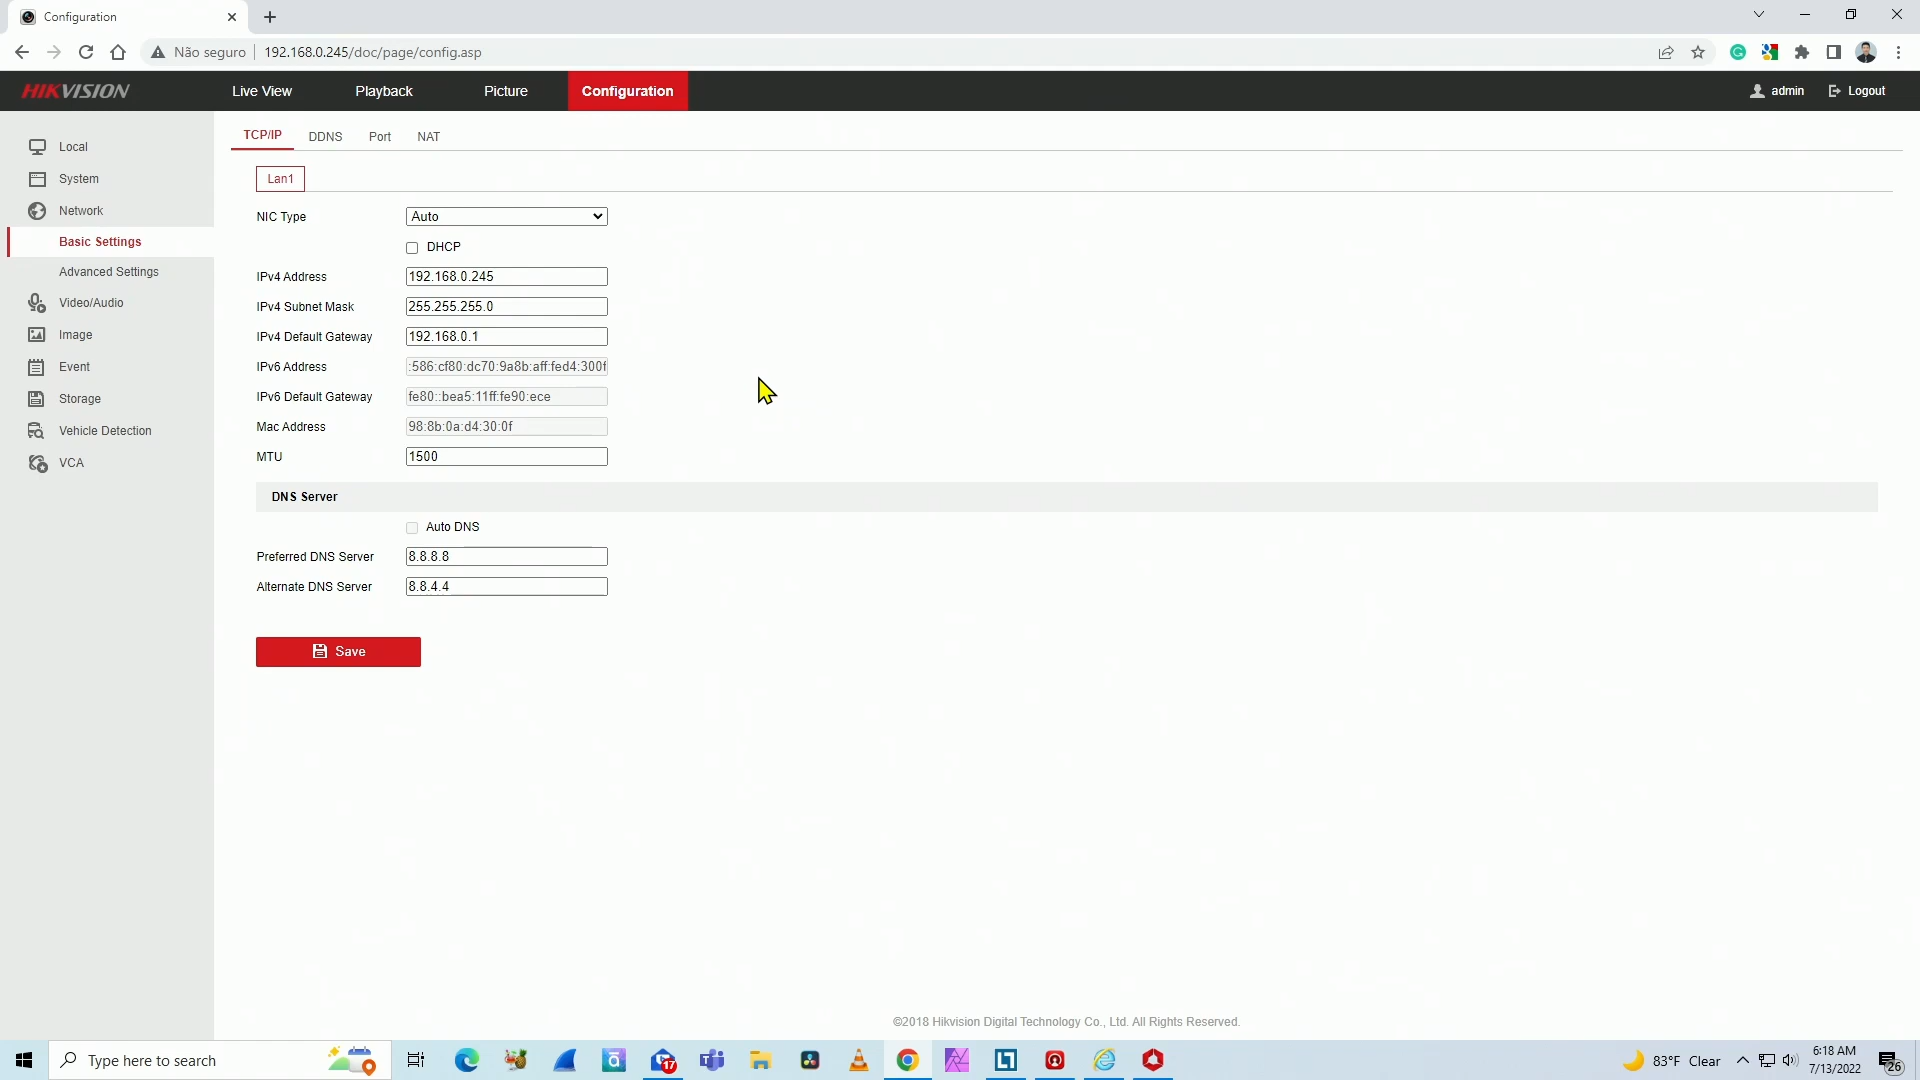 Configuration
Não seguro 192.168.0.245/doc/page/config.asp
HIKVISION Live View Playback Picture Configuration admin Logout
Local
System
Network
Basic Settings
Advanced Settings
Video/Audio
Image
Event
Storage
Vehicle Detection
VCA
TCP/IP DDNS Port NAT
Lan1
NIC Type Auto
DHCP
IPv4 Address 192.168.0.245
IPv4 Subnet Mask 255.255.255.0
IPv4 Default Gateway 192.168.0.1
IPv6 Address :586:cf80:dc70:9a8b:aff:fed4:300f
IPv6 Default Gateway fe80::bea5:11ff:fe90:ece
Mac Address 98:8b:0a:d4:30:0f
MTU 1500
DNS Server
Auto DNS
Preferred DNS Server 8.8.8.8
Alternate DNS Server 8.8.4.4
Save
©2018 Hikvision Digital Technology Co., Ltd. All Rights Reserved.
Type here to search 17 83°F Clear 6:18 AM
7/13/2022 26